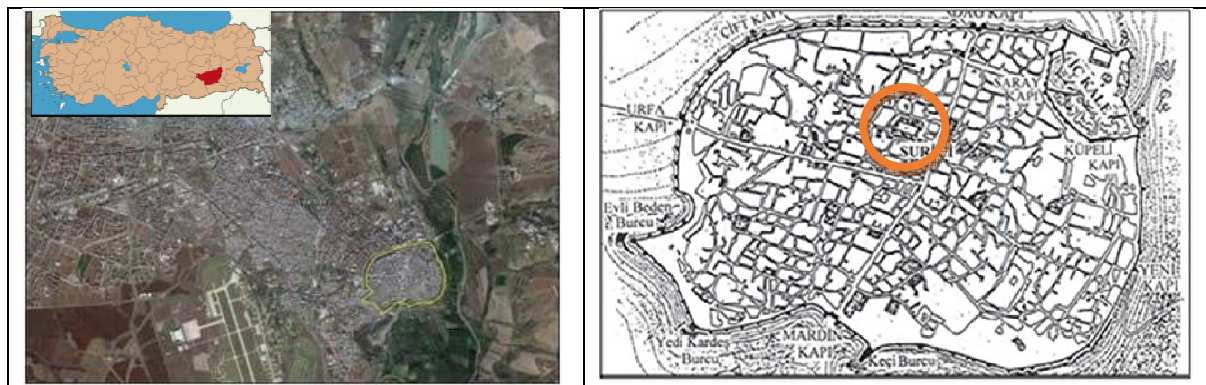 ÇİFT KAPI
DAĞ KAPI
URFA
KAPI
SARAY
KAPI
İÇ KALE
SUR
KÜPELİ
KAPI
Evli Beden
Burcu
YENİ
KAPI
Yedi Kardeş
Burcu
MARDİN
KAPI
Keçi Burcu